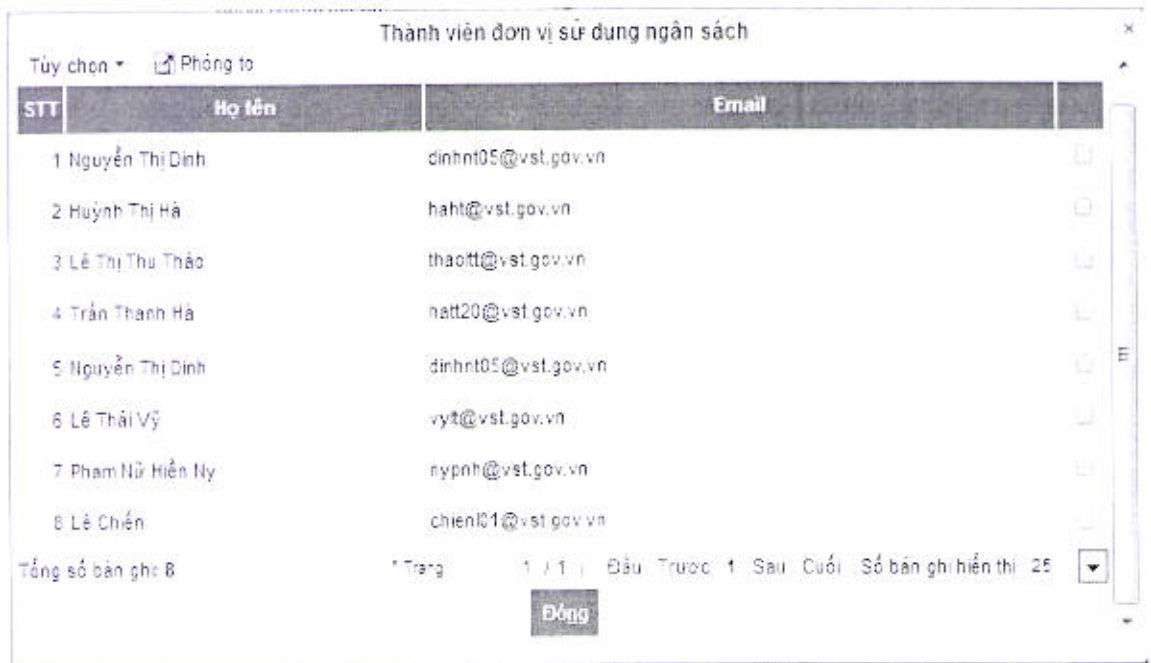 Thành viên đơn vị sử dụng ngân sách
Tùy chọn Phóng to
STT Họ tên Email
1 Nguyễn Thị Dinh dinhnt05@vst.gov.vn
2 Huỳnh Thị Hà haht@vst.gov.vn
3 Lê Thị Thu Thảo thaoltt@vst.gov.vn
4 Trần Thanh Hà hatt20@vst.gov.vn
5 Nguyễn Thị Dinh dinhnt05@vst.gov.vn
6 Lê Thái Vỹ vylt@vst.gov.vn
7 Phạm Nữ Hiền Ny nypnh@vst.gov.vn
8 Lê Chiến chienl01@vst.gov.vn
Tổng số bản ghi: 8 * Trang 1 / 1 | Đầu Trước 1 Sau Cuối Số bản ghi hiển thị 25
Đóng